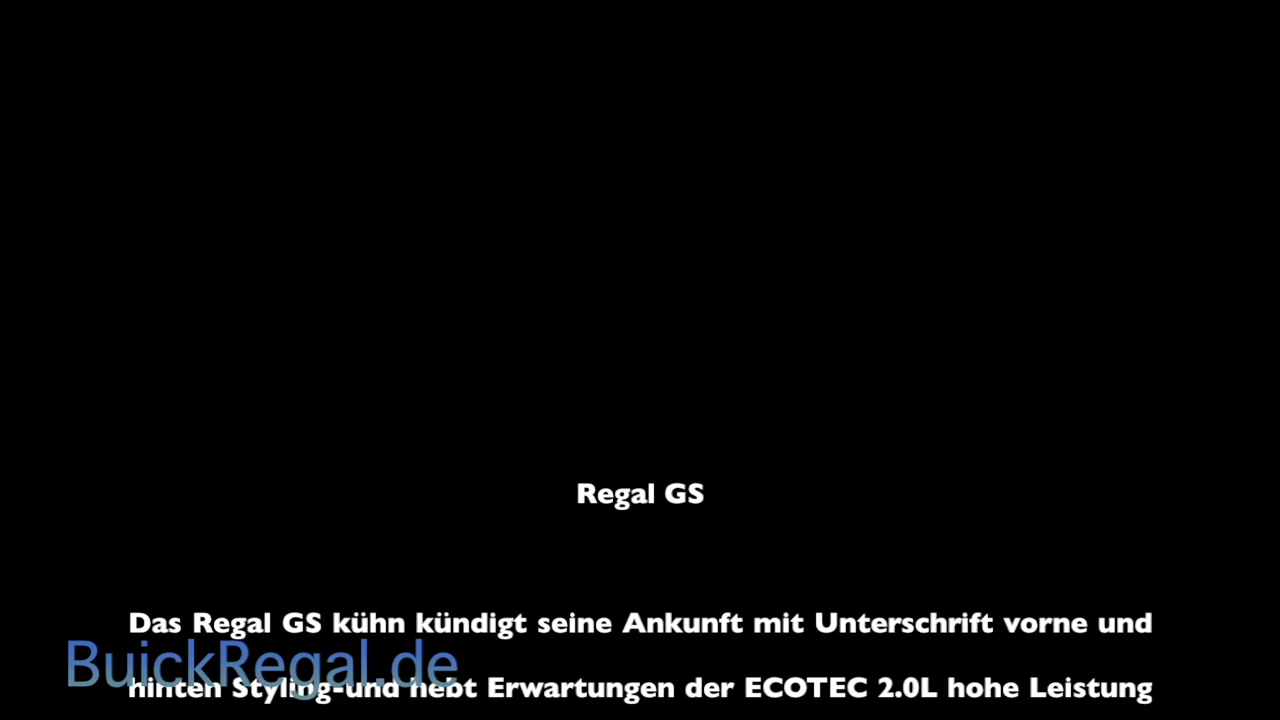 Regal GS
Das Regal GS kühn kündigt seine Ankunft mit Unterschrift vorne und
BuickRegal.de
hinten Styling-und hebt Erwartungen der ECOTEC 2.0L hohe Leistung